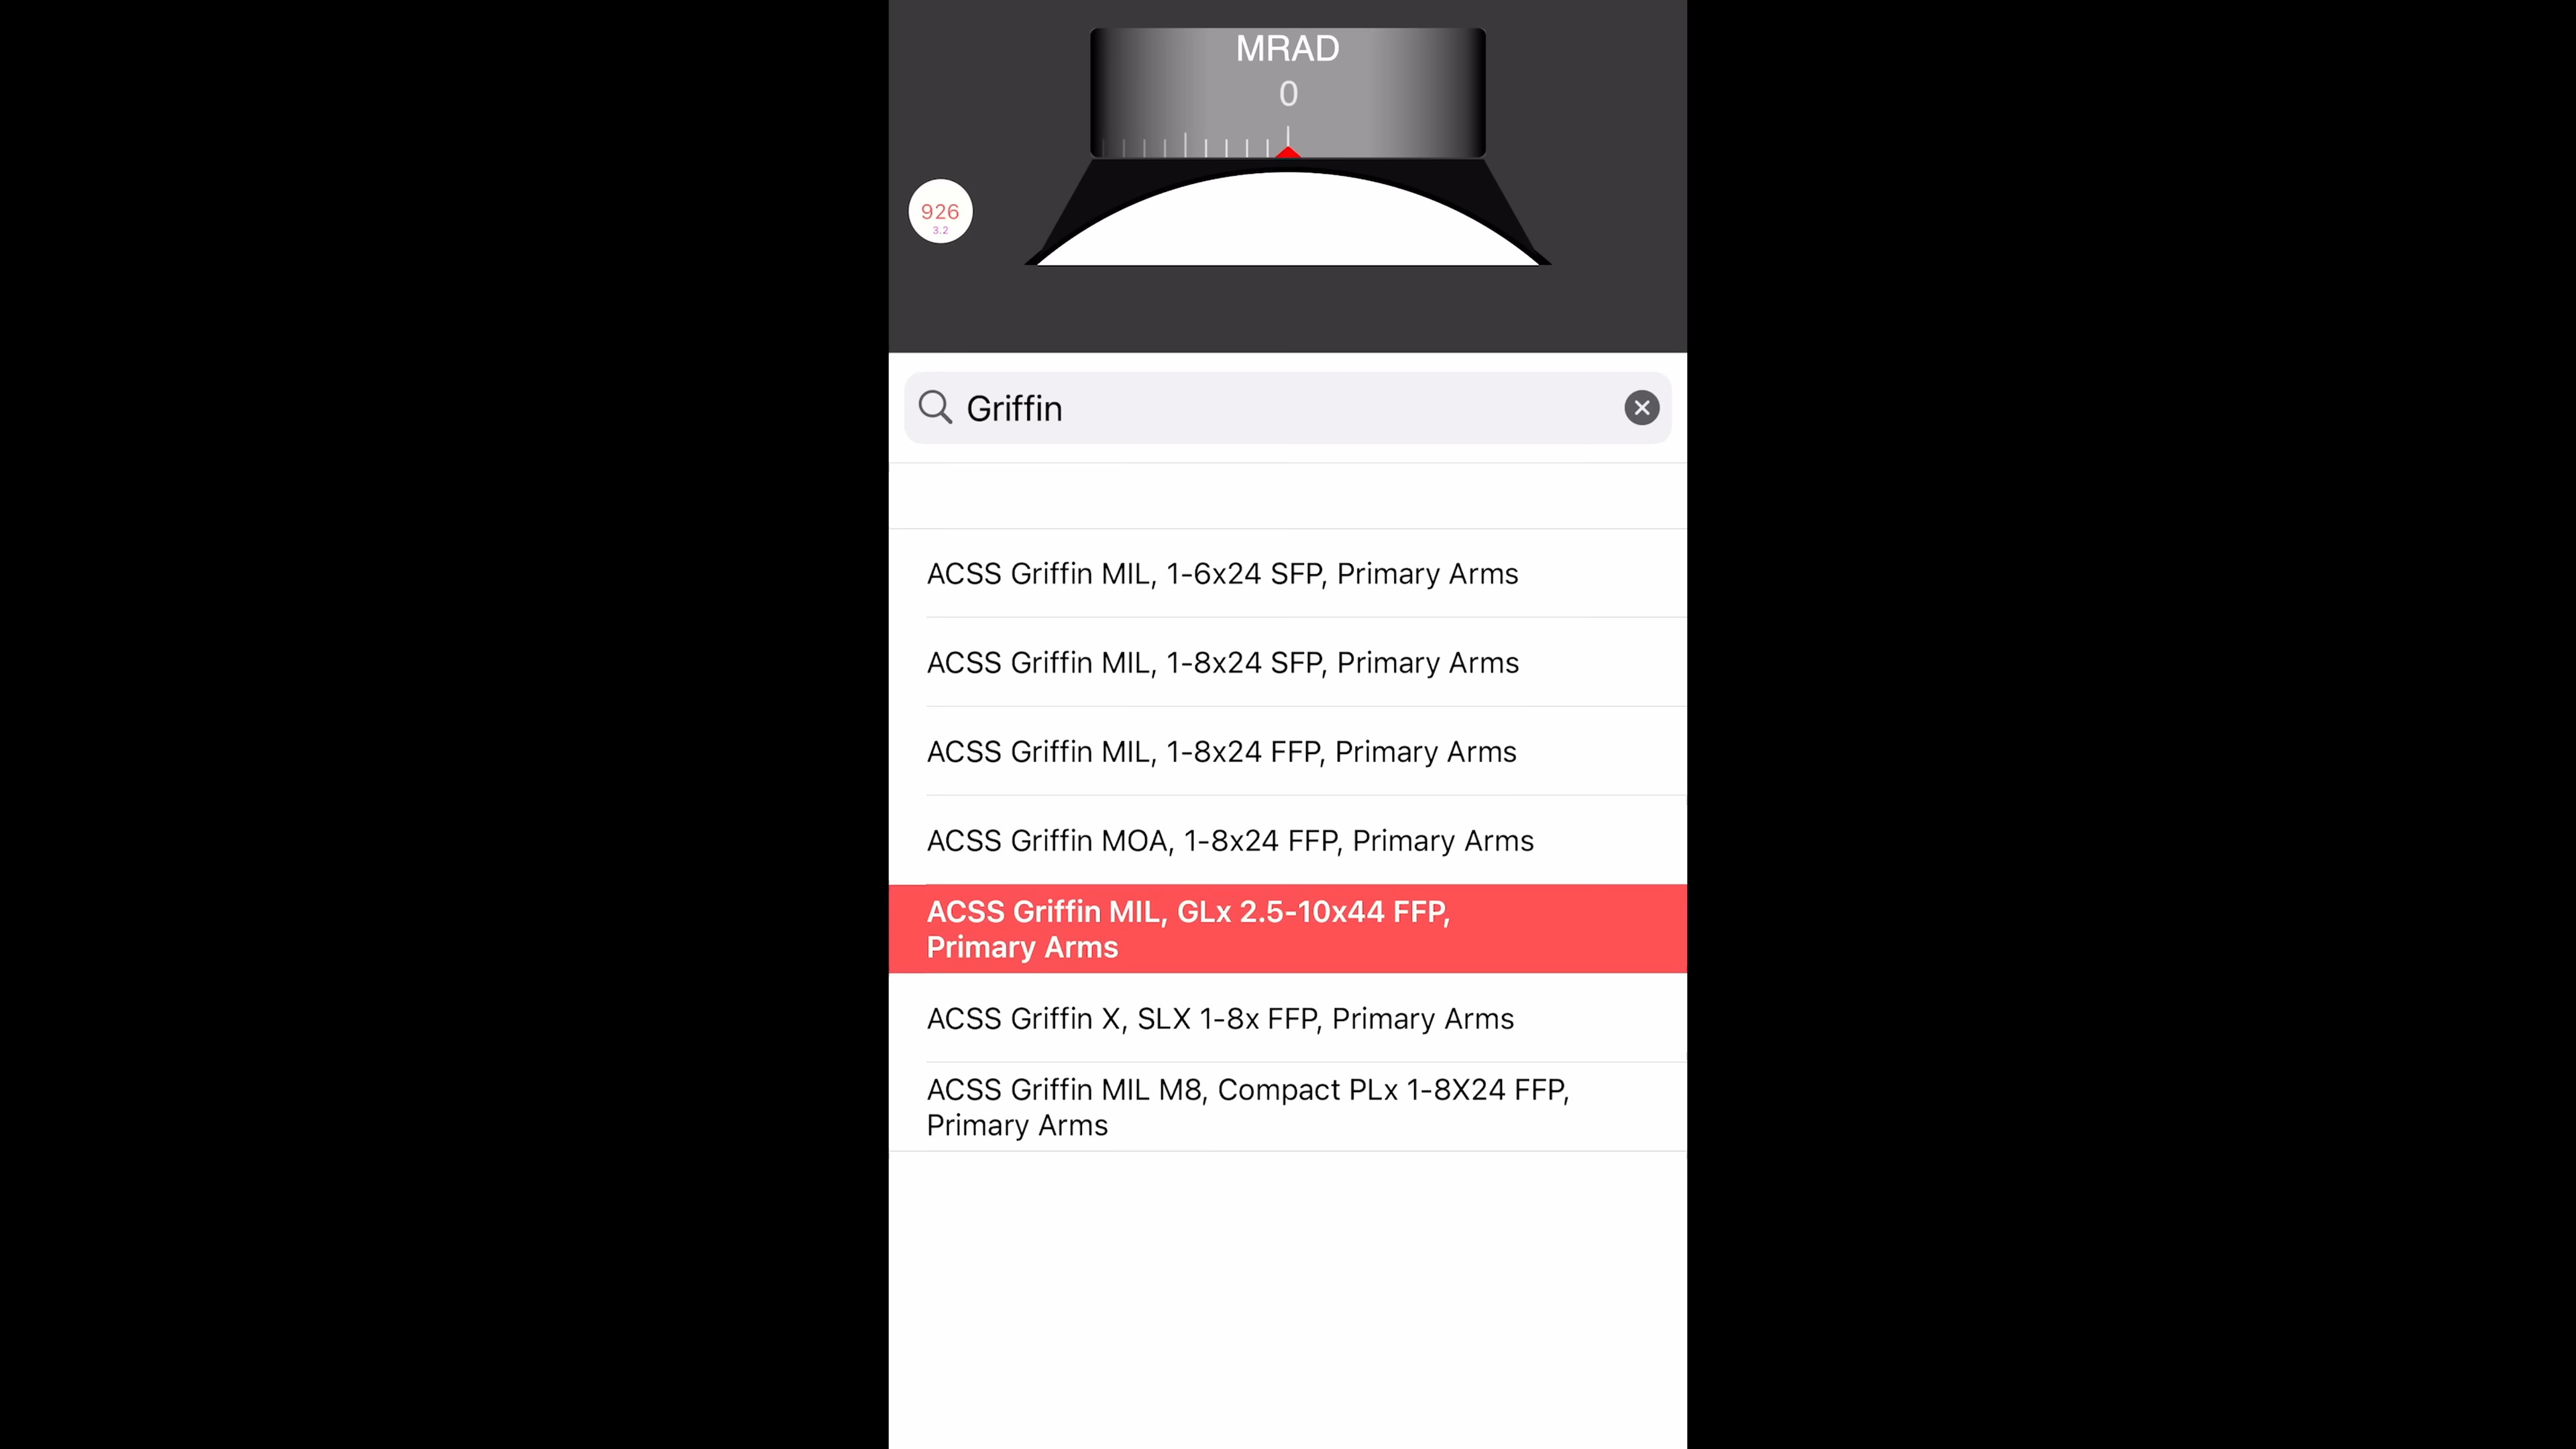 MRAD
0
926
3.2
Griffin
ACSS Griffin MIL, 1-6x24 SFP, Primary Arms
ACSS Griffin MIL, 1-8x24 SFP, Primary Arms
ACSS Griffin MIL, 1-8x24 FFP, Primary Arms
ACSS Griffin MOA, 1-8x24 FFP, Primary Arms
ACSS Griffin MIL, GLx 2.5-10x44 FFP,
Primary Arms
ACSS Griffin X, SLX 1-8x FFP, Primary Arms
ACSS Griffin MIL M8, Compact PLx 1-8X24 FFP,
Primary Arms